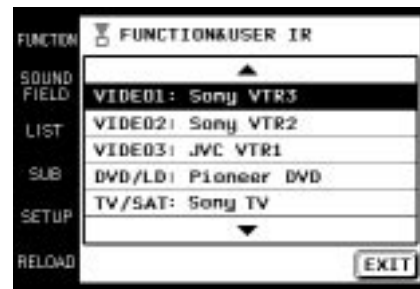 FUNCTION
SOUND
FIELD
LIST
SUB
SETUP
RELOAD
FUNCTION&USER IR
VIDEO1: Sony VTR3
VIDEO2: Sony VTR2
VIDEO3: JVC VTR1
DVD/LD: Pioneer DVD
TV/SAT: Sony TV
EXIT